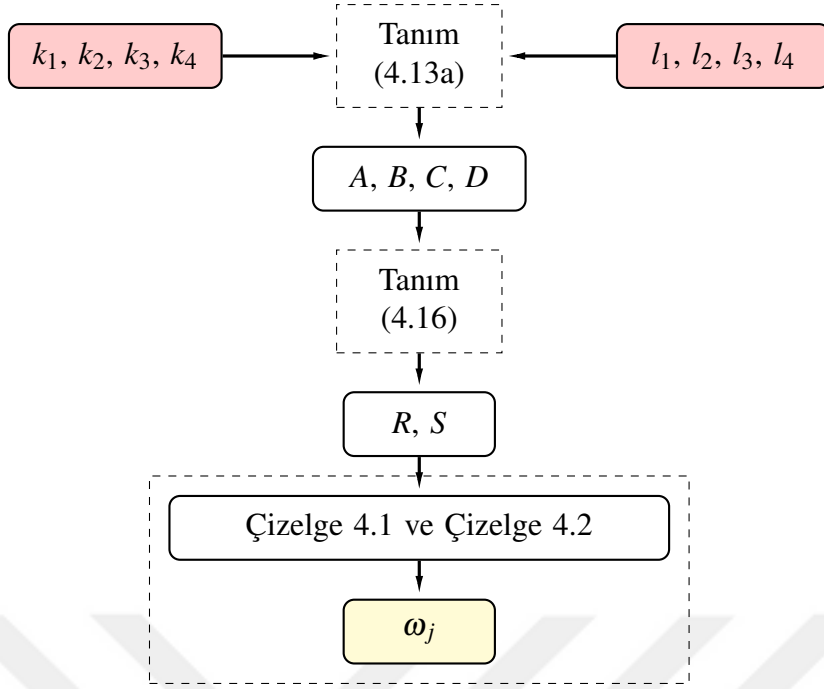 k₁, k₂, k₃, k₄
Tanım
(4.13a)
l₁, l₂, l₃, l₄
A, B, C, D
Tanım
(4.16)
R, S
Çizelge 4.1 ve Çizelge 4.2
ωⱼ